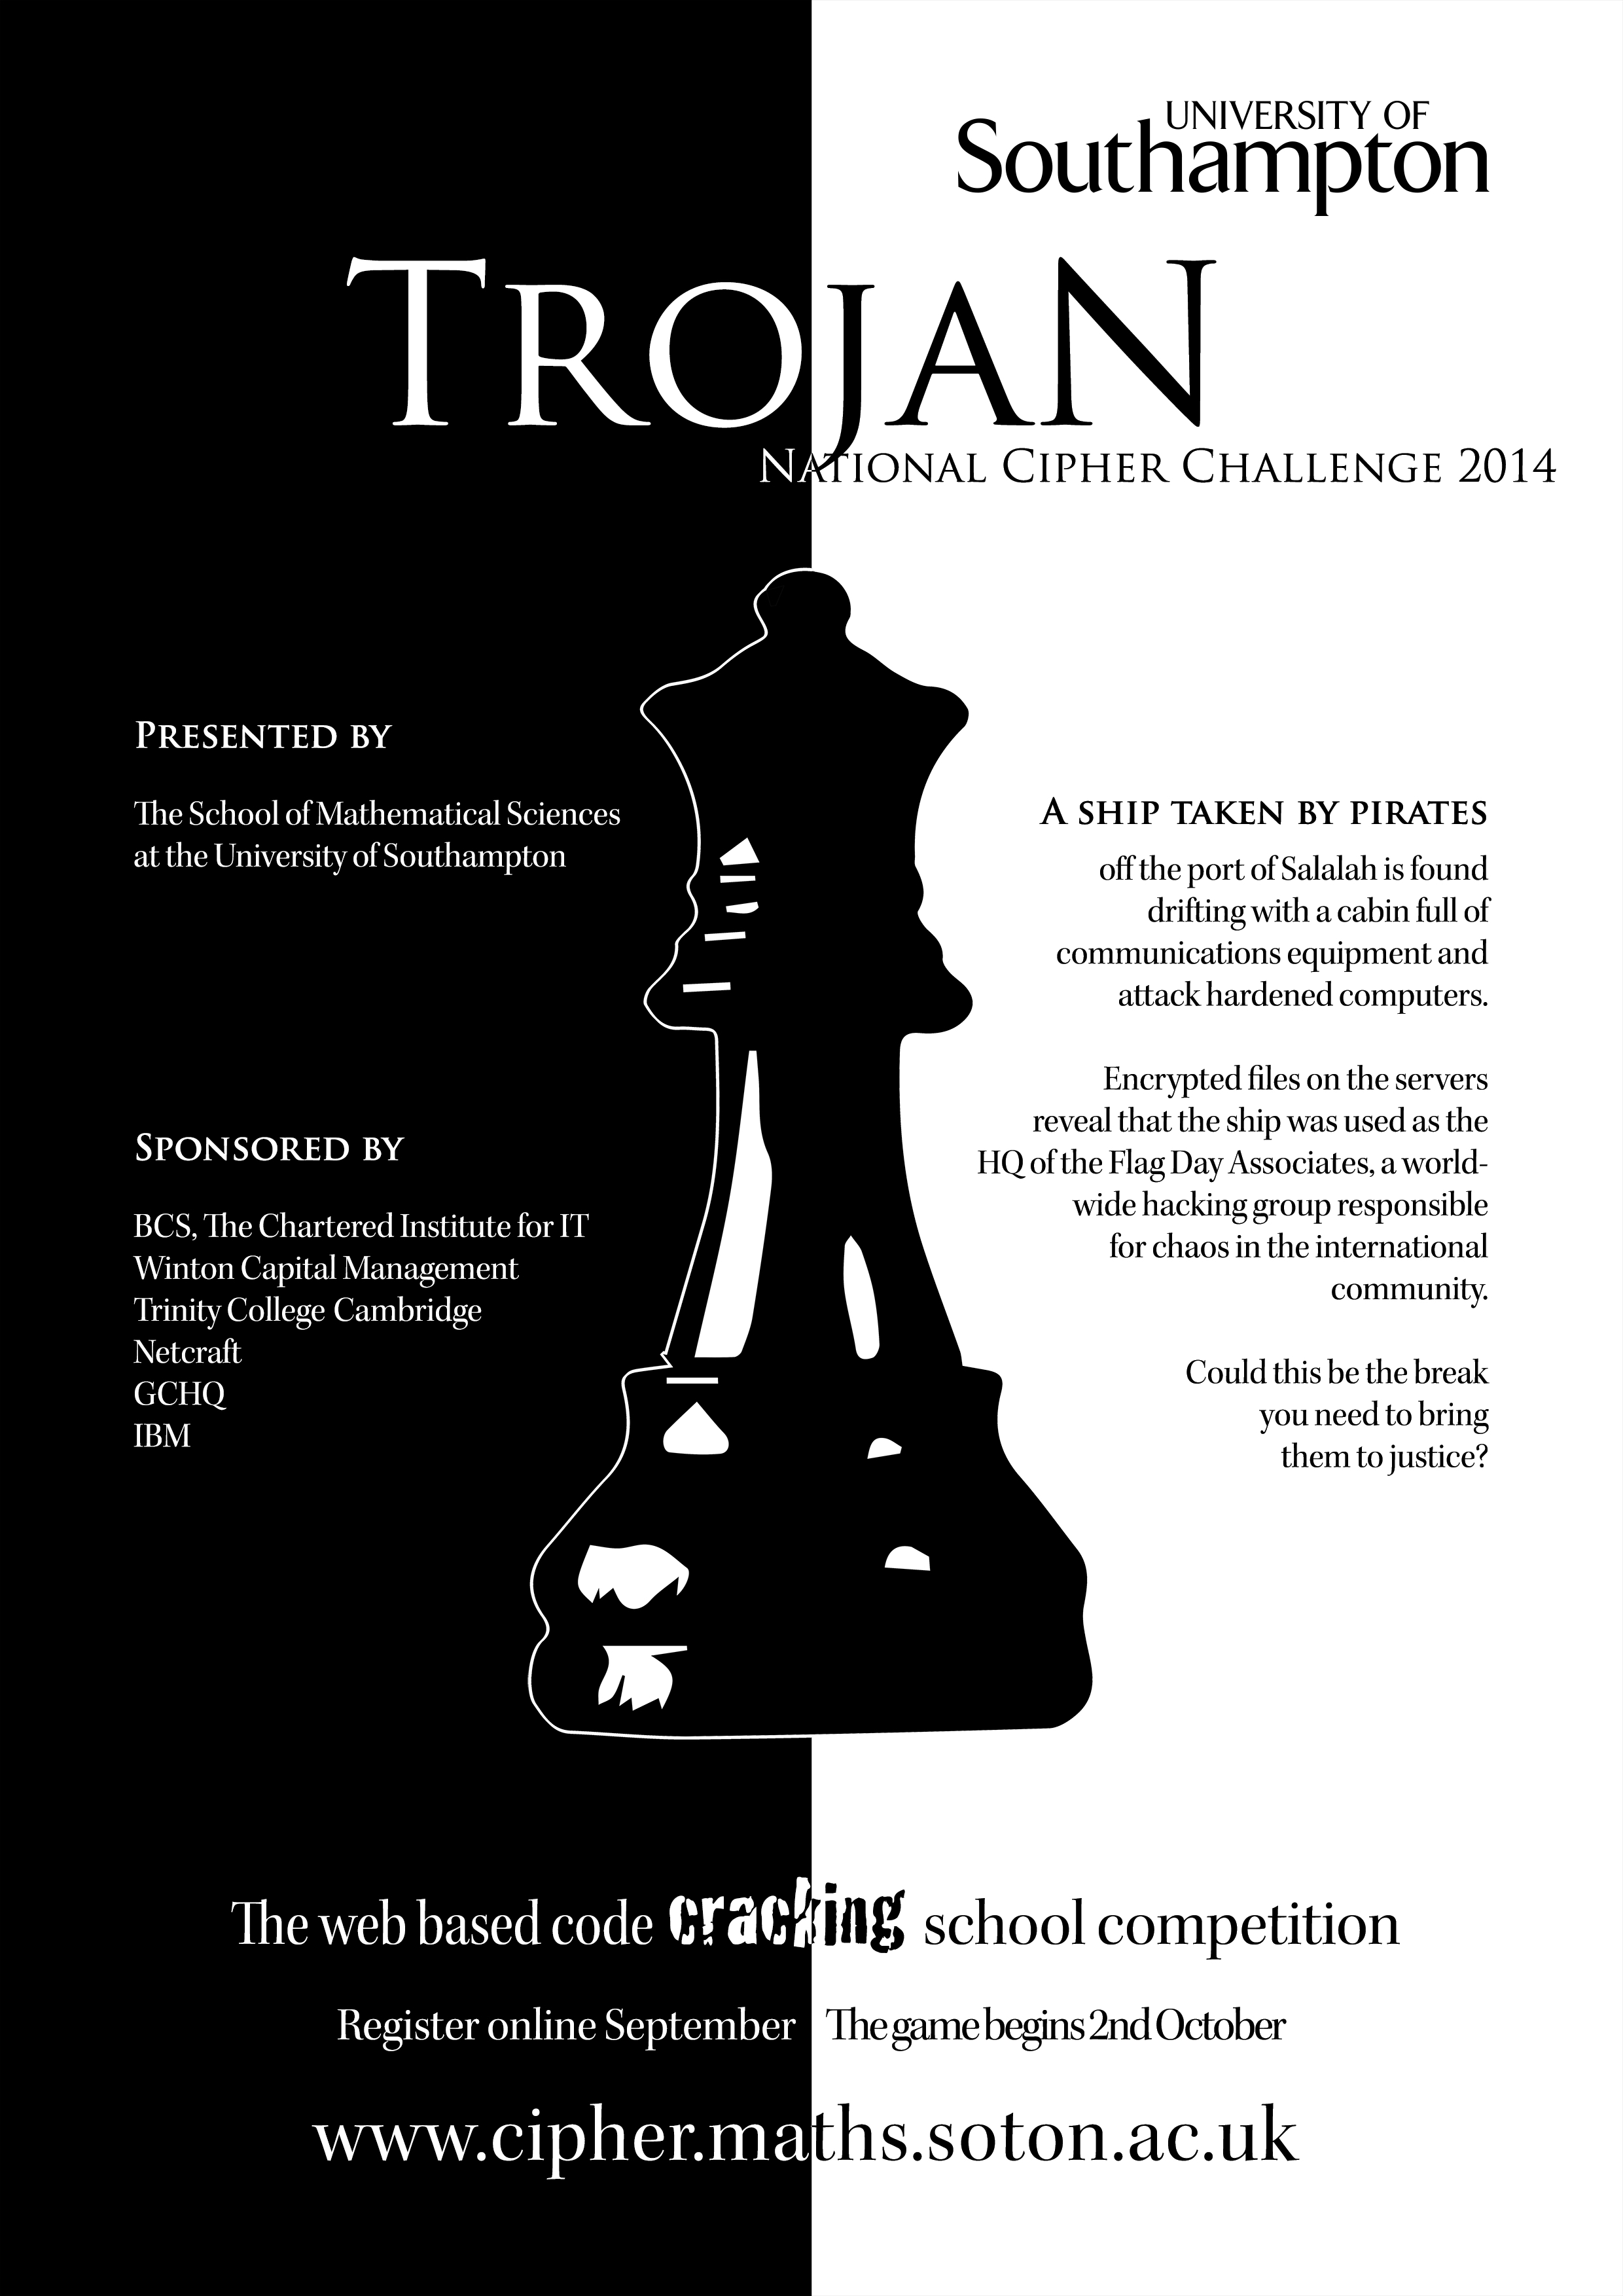 UNIVERSITY OF
Southampton
TROJAN
NATIONAL CIPHER CHALLENGE 2014
PRESENTED BY
The School of Mathematical Sciences
at the University of Southampton
SPONSORED BY
BCS, The Chartered Institute for IT
Winton Capital Management
Trinity College Cambridge
Netcraft
GCHQ
IBM
A SHIP TAKEN BY PIRATES
off the port of Salalah is found
drifting with a cabin full of
communications equipment and
attack hardened computers.
Encrypted files on the servers
reveal that the ship was used as the
HQ of the Flag Day Associates, a world-
wide hacking group responsible
for chaos in the international
community.
Could this be the break
you need to bring
them to justice?
The web based code cracking school competition
Register online September The game begins 2nd October
www.cipher.maths.soton.ac.uk